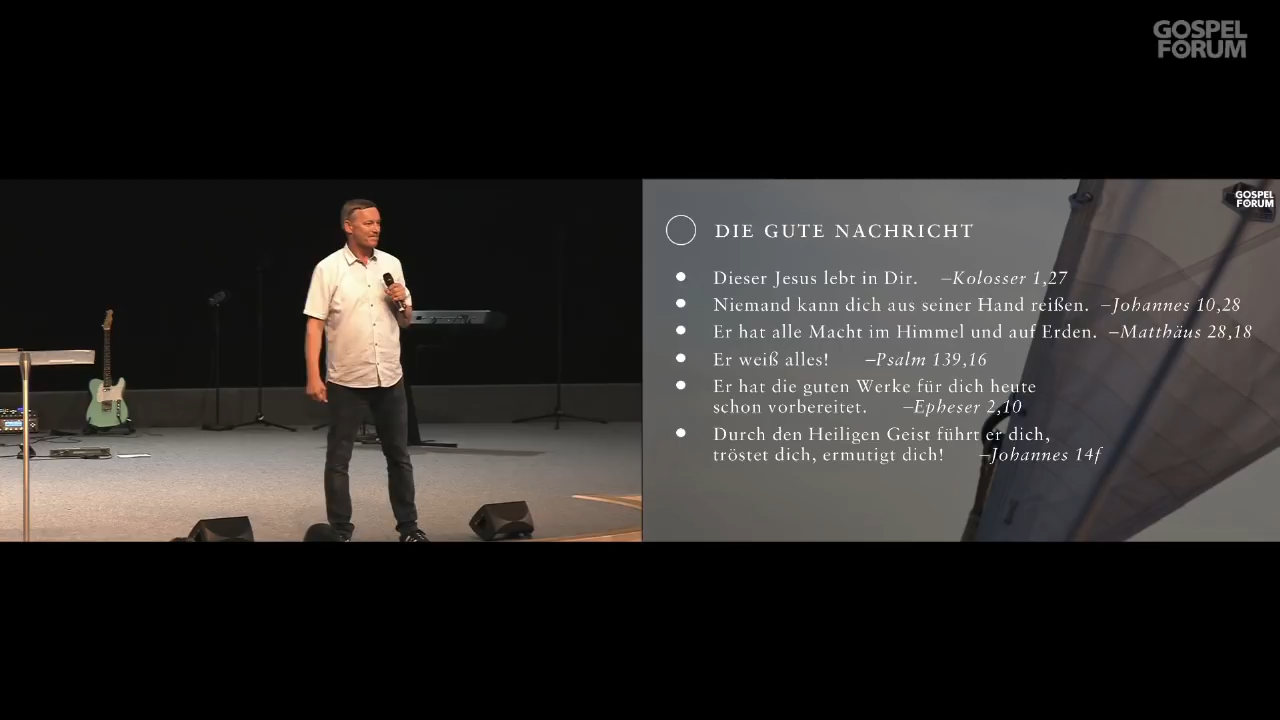 GOSPEL
FORUM
GOSPEL
FORUM
DIE GUTE NACHRICHT
Dieser Jesus lebt in Dir. –Kolosser 1,27
Niemand kann dich aus seiner Hand reißen. –Johannes 10,28
Er hat alle Macht im Himmel und auf Erden. –Matthäus 28,18
Er weiß alles! –Psalm 139,16
Er hat die guten Werke für dich heute
schon vorbereitet. –Epheser 2,10
Durch den Heiligen Geist führt er dich,
tröstet dich, ermutigt dich! –Johannes 14f